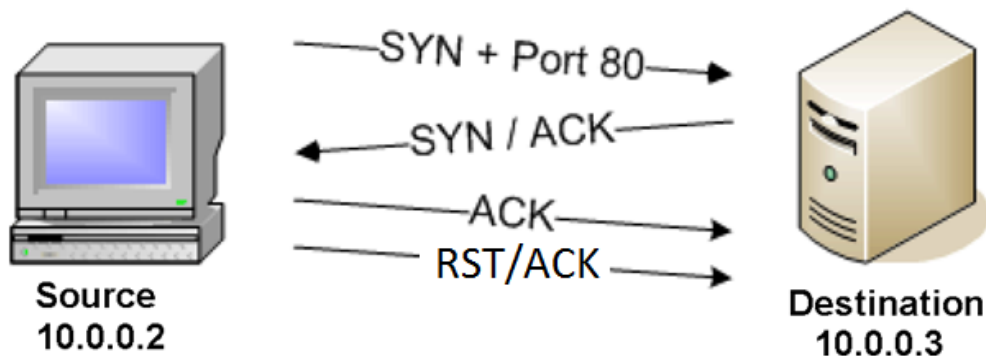 SYN + Port 80
SYN / ACK
ACK
RST/ACK
Source
10.0.0.2
Destination
10.0.0.3